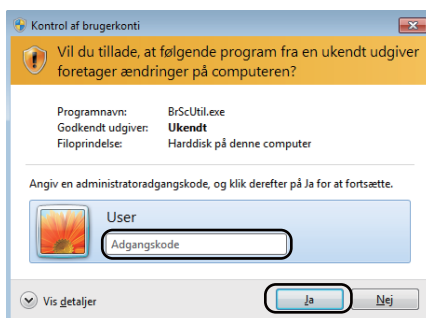 Kontrol af brugerkonti
Vil du tillade, at følgende program fra en ukendt udgiver
foretager ændringer på computeren?
Programnavn: BrScUtil.exe
Godkendt udgiver: Ukendt
Filoprindelse: Harddisk på denne computer
Angiv en administratoradgangskode, og klik derefter på Ja for at fortsætte.
User
Adgangskode
Vis detaljer Ja Nej